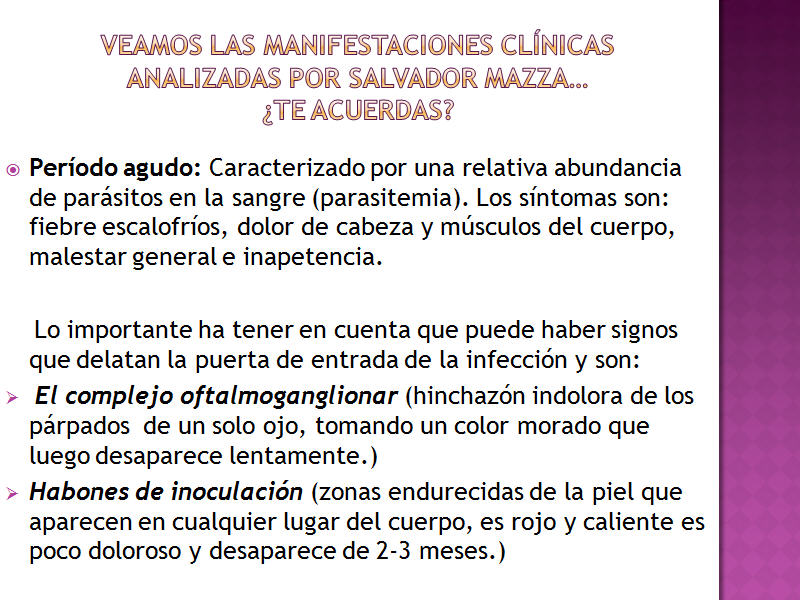 VEAMOS LAS MANIFESTACIONES CLÍNICAS
ANALIZADAS POR SALVADOR MAZZA…
¿TE ACUERDAS?
Período agudo: Caracterizado por una relativa abundancia
de parásitos en la sangre (parasitemia). Los síntomas son:
fiebre escalofríos, dolor de cabeza y músculos del cuerpo,
malestar general e inapetencia.
Lo importante ha tener en cuenta que puede haber signos
que delatan la puerta de entrada de la infección y son:
El complejo oftalmoganglionar (hinchazón indolora de los
párpados de un solo ojo, tomando un color morado que
luego desaparece lentamente.)
Habones de inoculación (zonas endurecidas de la piel que
aparecen en cualquier lugar del cuerpo, es rojo y caliente es
poco doloroso y desaparece de 2-3 meses.)